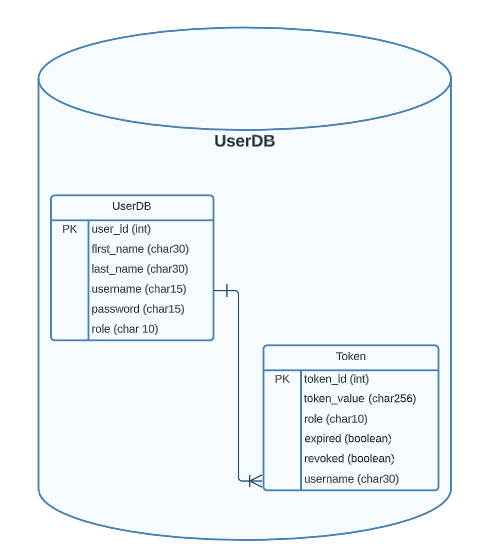 UserDB
UserDB
PK user_id (int)
first_name (char30)
last_name (char30)
username (char15)
password (char15)
role (char 10)
Token
PK token_id (int)
token_value (char256)
role (char10)
expired (boolean)
revoked (boolean)
username (char30)